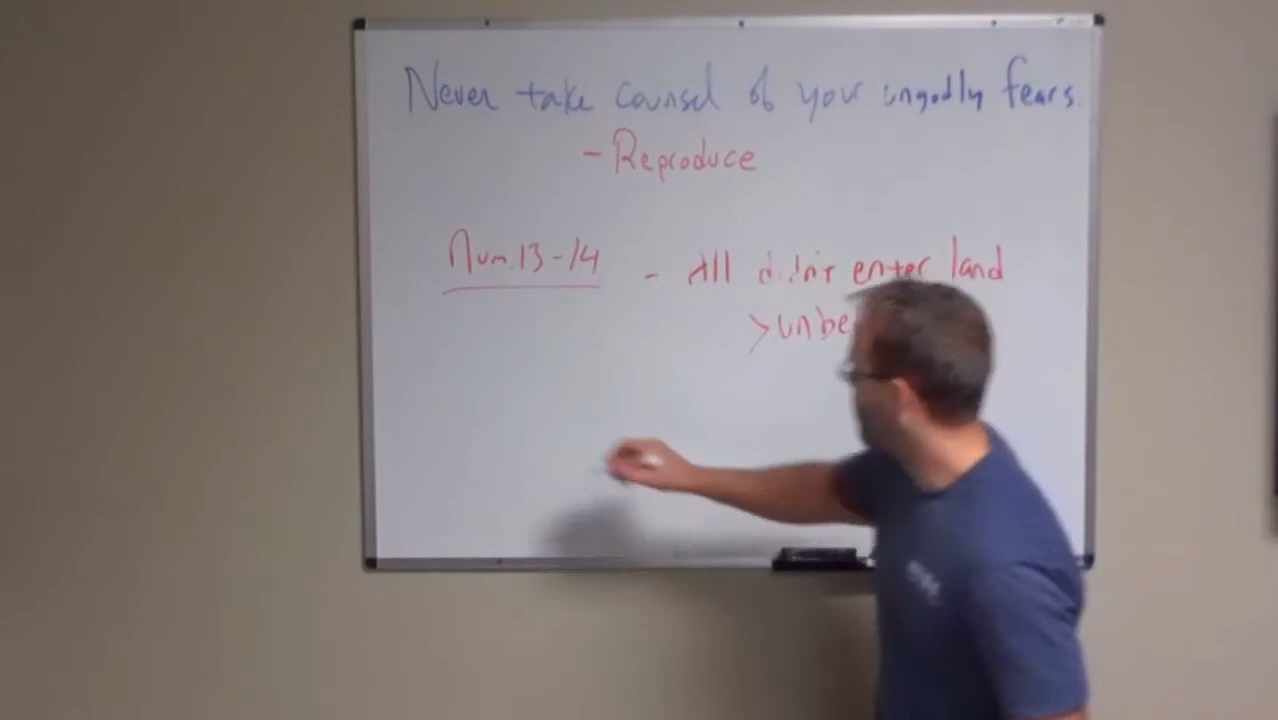 Never take counsel of your ungodly fears.
- Reproduce
Num. 13-14 - All didn't enter land
>unbe